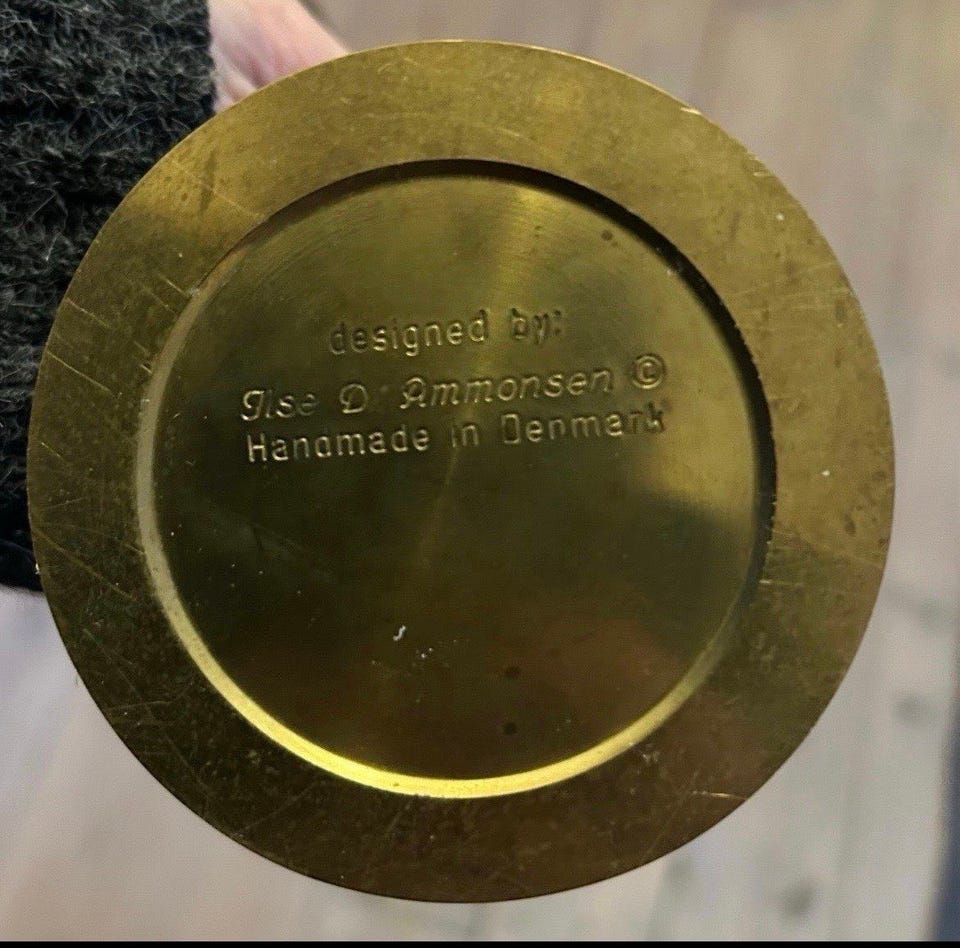 designed by:
Ilse D. Ammonsen ©
Handmade in Denmark